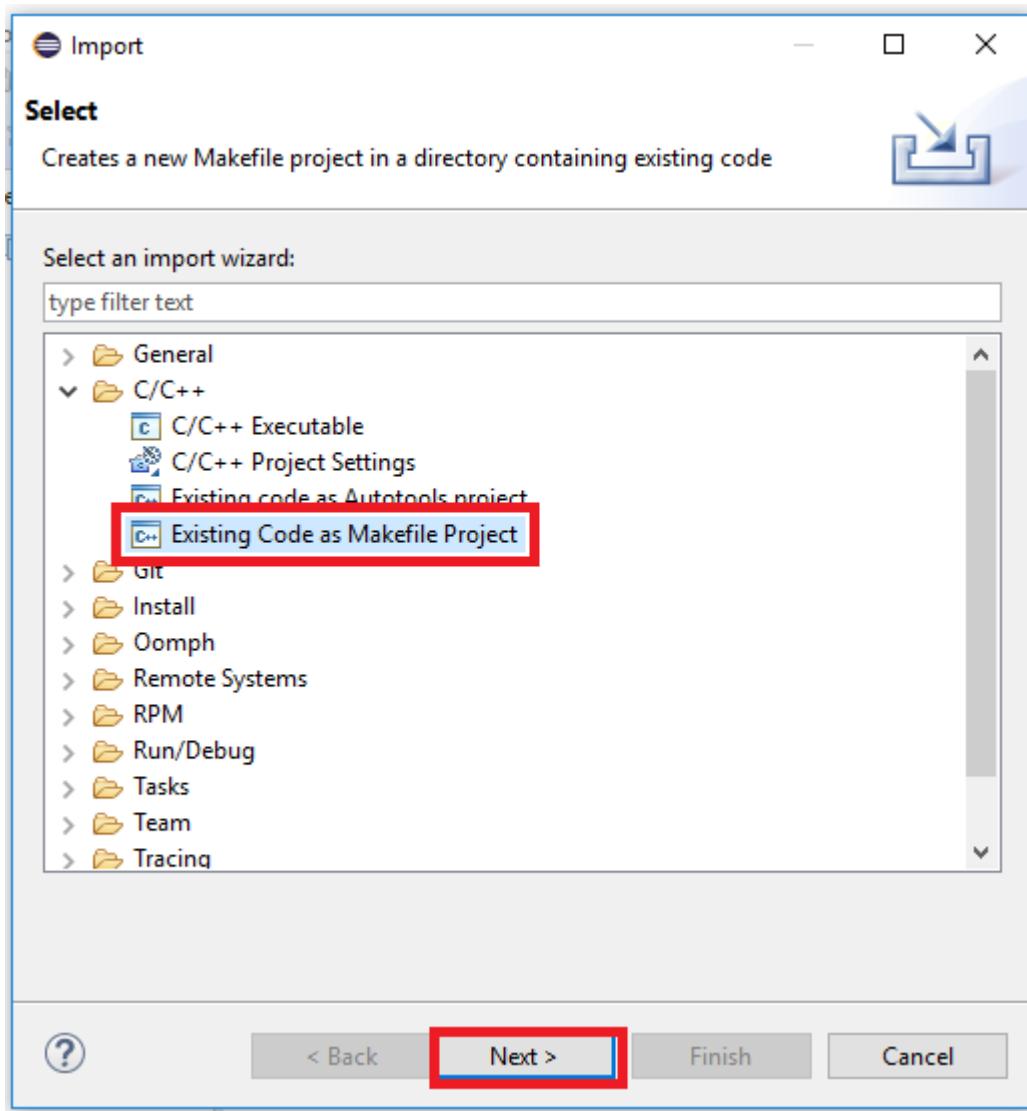 Import
Select
Creates a new Makefile project in a directory containing existing code
Select an import wizard:
type filter text
General
C/C++
C/C++ Executable
C/C++ Project Settings
Existing code as Autotools project
Existing Code as Makefile Project
Git
Install
Oomph
Remote Systems
RPM
Run/Debug
Tasks
Team
Tracing
< Back Next > Finish Cancel